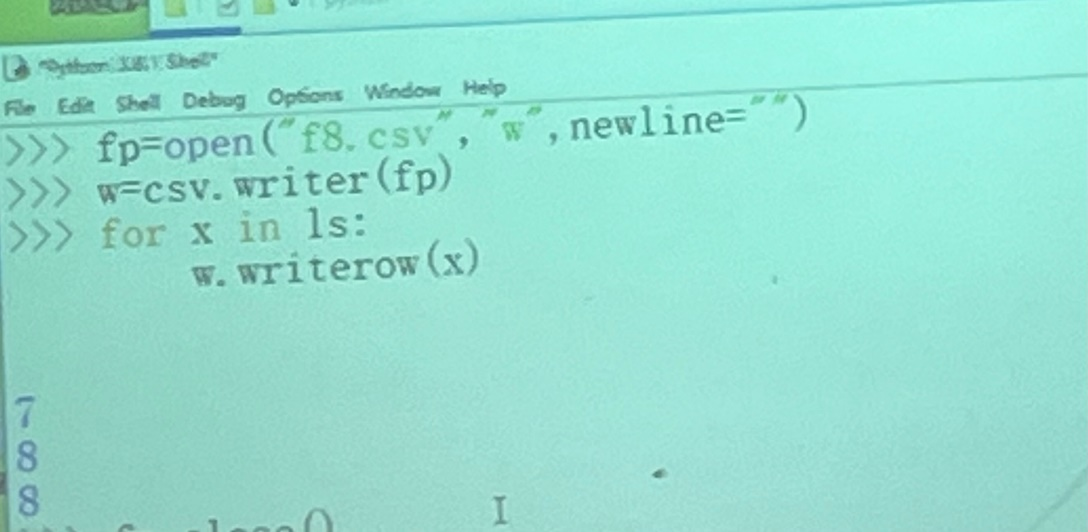 "Python 3.8.1 Shell"
File Edit Shell Debug Options Window Help
>>> fp=open("f8.csv", "w", newline="")
>>> w=csv.writer(fp)
>>> for x in ls:
w.writerow(x)
7
8
8